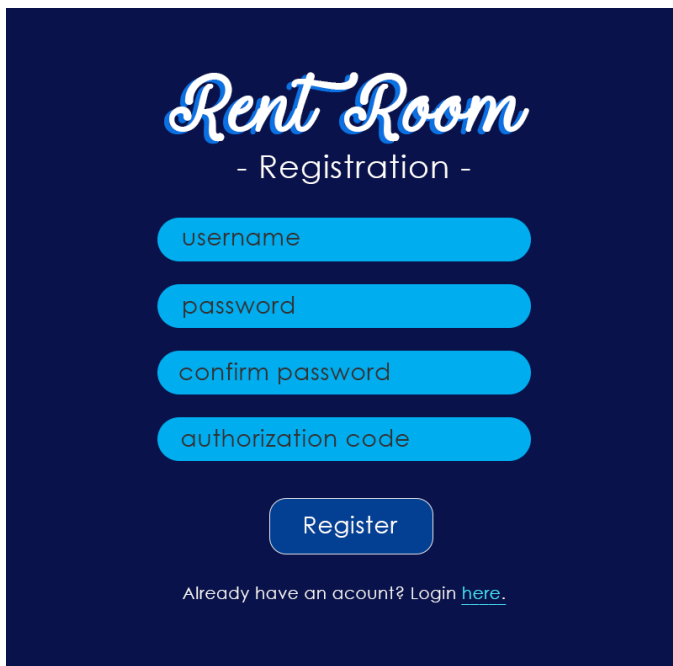 Rent Room
- Registration -
username
password
confirm password
authorization code
Register
Already have an acount? Login here.